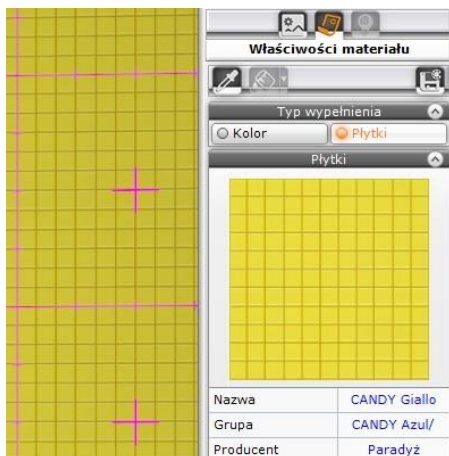 Właściwości materiału
Typ wypełnienia
Kolor Płytki
Płytki
Nazwa CANDY Giallo
Grupa CANDY Azul/
Producent Paradyż